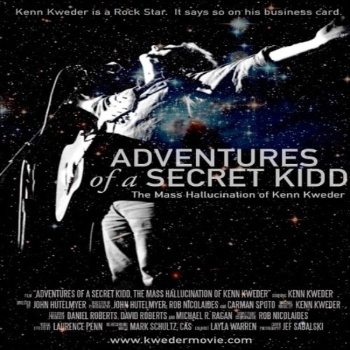 Kenn Kweder is a Rock Star. It says so on his business card.
ADVENTURES
of a SECRET KIDD
The Mass Hallucination of Kenn Kweder
"ADVENTURES OF A SECRET KIDD, THE MASS HALLUCINATION OF KENN KWEDER" KENN KWEDER
JOHN HUTELMYER JOHN HUTELMYER, ROB NICOLAIDES AND CARMAN SPOTO KENN KWEDER
DANIEL ROBERTS, DAVID ROBERTS AND MICHAEL R. RAGAN ROB NICOLAIDES
LAURENCE PENN MARK SCHULTZ, CAS LAYLA WARREN JEF SABALSKI
www.kwedermovie.com